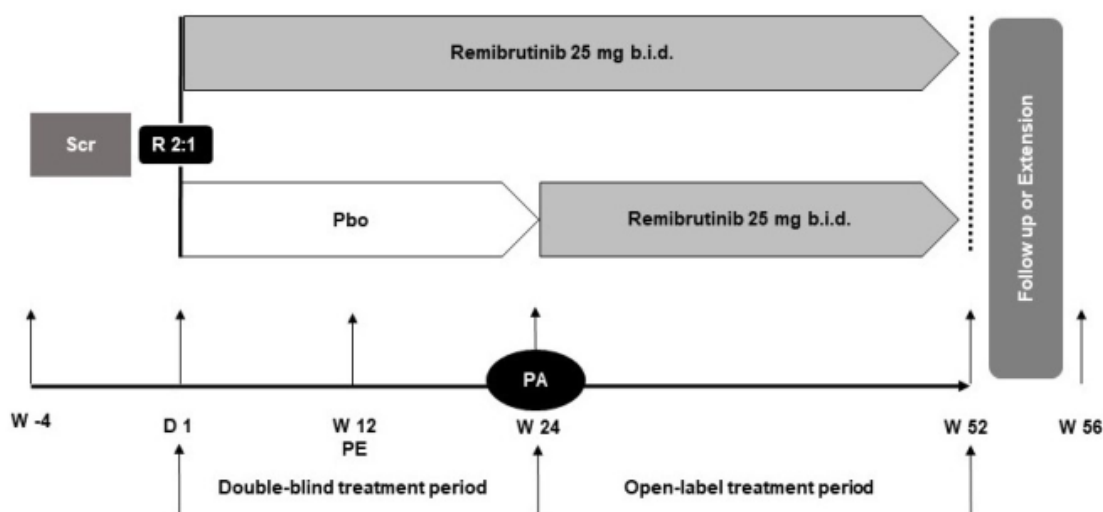 Remibrutinib 25 mg b.i.d.
Scr
R 2:1
Pbo
Remibrutinib 25 mg b.i.d.
Follow up or Extension
PA
W -4
D 1
W 12
PE
W 24
W 52
W 56
Double-blind treatment period
Open-label treatment period